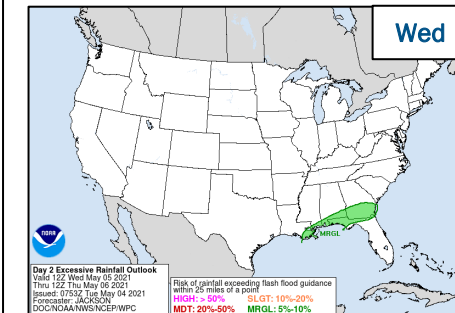 Wed
NOAA
MRGL
Day 2 Excessive Rainfall Outlook
Valid 12Z Wed May 05 2021
Thru 12Z Thu May 06 2021
Issued: 0753Z Tue May 04 2021
Forecaster: JACKSON
DOC/NOAA/NWS/NCEP/WPC
Risk of rainfall exceeding flash flood guidance
within 25 miles of a point
HIGH: > 50% SLGT: 10%-20%
MDT: 20%-50% MRGL: 5%-10%